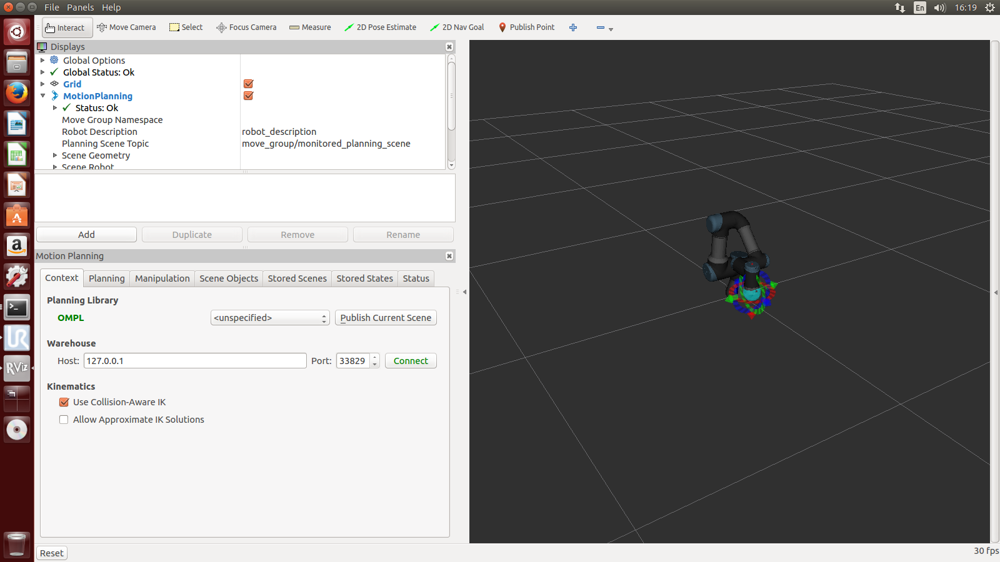 File Panels Help En 16:19
Interact Move Camera Select Focus Camera Measure 2D Pose Estimate 2D Nav Goal Publish Point
Displays
Global Options
Global Status: Ok
Grid
MotionPlanning
Status: Ok
Move Group Namespace
Robot Description robot_description
Planning Scene Topic move_group/monitored_planning_scene
Scene Geometry
Scene Robot
Add Duplicate Remove Rename
Motion Planning
Context Planning Manipulation Scene Objects Stored Scenes Stored States Status
Planning Library
OMPL <unspecified> Publish Current Scene
Warehouse
Host: 127.0.0.1 Port: 33829 Connect
Kinematics
Use Collision-Aware IK
Allow Approximate IK Solutions
Reset 30 fps
UR
RViz